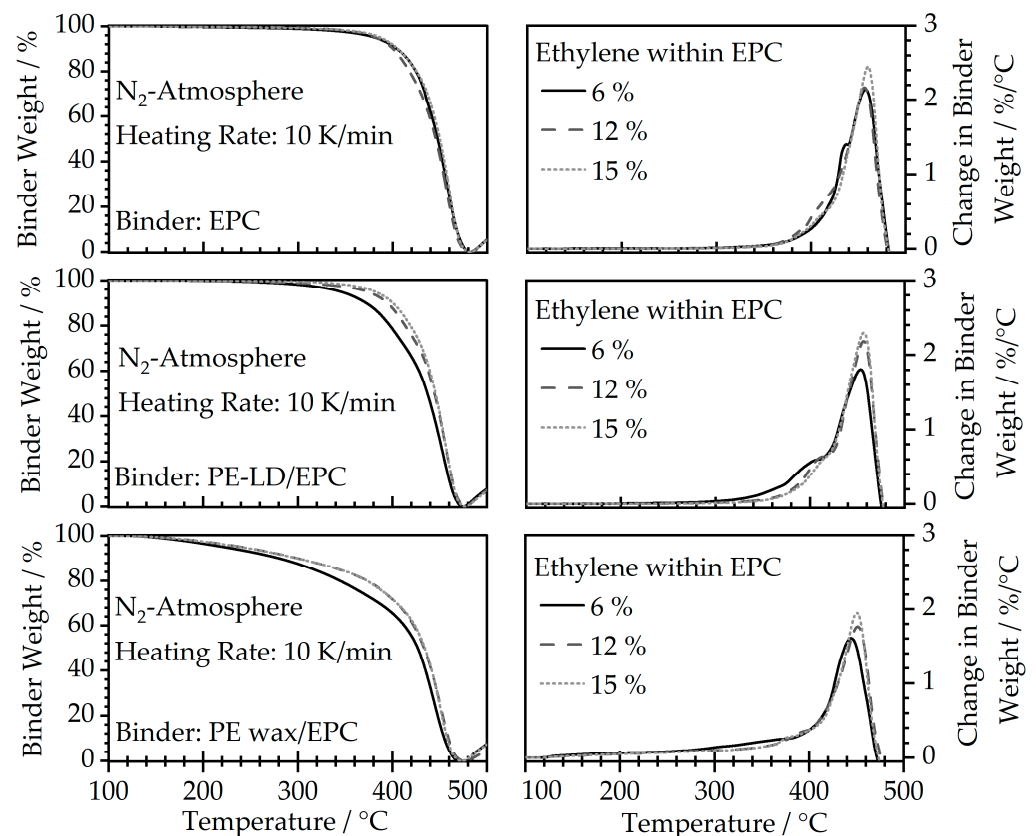 100
80
60
40
20
0
Binder Weight / %
N₂-Atmosphere
Heating Rate: 10 K/min
Binder: EPC
Ethylene within EPC
6 %
12 %
15 %
3
2
1
0
Change in Binder
Weight / %/°C
100
80
60
40
20
0
Binder Weight / %
N₂-Atmosphere
Heating Rate: 10 K/min
Binder: PE-LD/EPC
Ethylene within EPC
6 %
12 %
15 %
3
2
1
0
Change in Binder
Weight / %/°C
100
80
60
40
20
0
Binder Weight / %
N₂-Atmosphere
Heating Rate: 10 K/min
Binder: PE wax/EPC
100 200 300 400 500
Temperature / °C
Ethylene within EPC
6 %
12 %
15 %
3
2
1
0
Change in Binder
Weight / %/°C
100 200 300 400 500
Temperature / °C